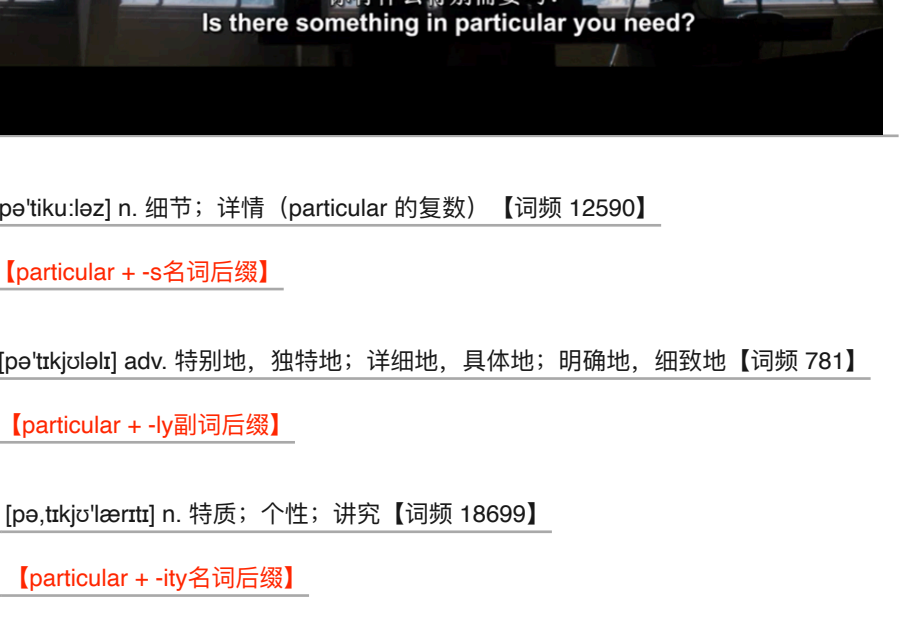 Is there something in particular you need?
pə'tiku:ləz] n. 细节；详情（particular 的复数）【词频 12590】
【particular + -s名词后缀】
[pə'tɪkjʊləlɪ] adv. 特别地，独特地；详细地，具体地；明确地，细致地【词频 781】
【particular + -ly副词后缀】
[pə,tɪkjʊ'lærɪtɪ] n. 特质；个性；讲究【词频 18699】
【particular + -ity名词后缀】